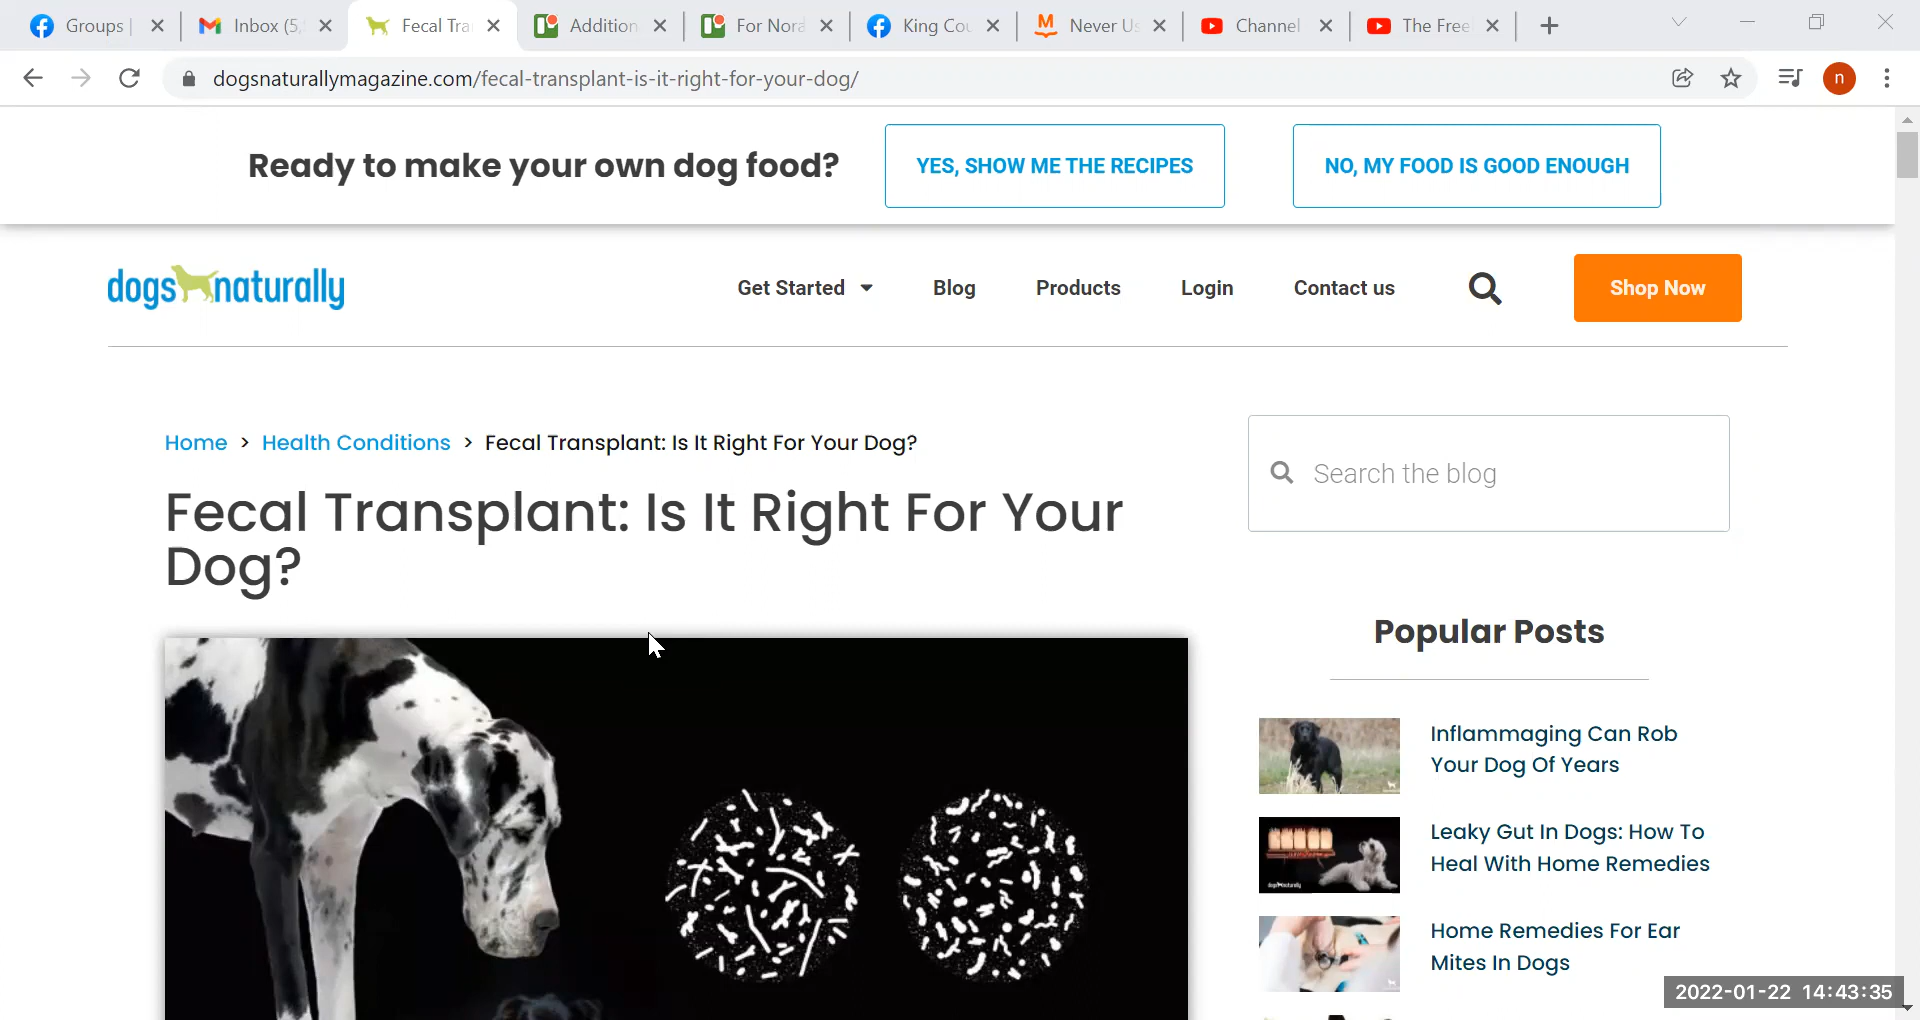 Groups |
Inbox (5,
Fecal Tra
Addition
For Nora
King Cou
Never Us
Channel
The Free
dogsnaturallymagazine.com/fecal-transplant-is-it-right-for-your-dog/
n
Ready to make your own dog food?
YES, SHOW ME THE RECIPES
NO, MY FOOD IS GOOD ENOUGH
dogs naturally
Get Started
Blog
Products
Login
Contact us
Shop Now
Home > Health Conditions > Fecal Transplant: Is It Right For Your Dog?
Fecal Transplant: Is It Right For Your
Dog?
Search the blog
Popular Posts
Inflammaging Can Rob
Your Dog Of Years
Leaky Gut In Dogs: How To
Heal With Home Remedies
Home Remedies For Ear
Mites In Dogs
2022-01-22 14:43:35